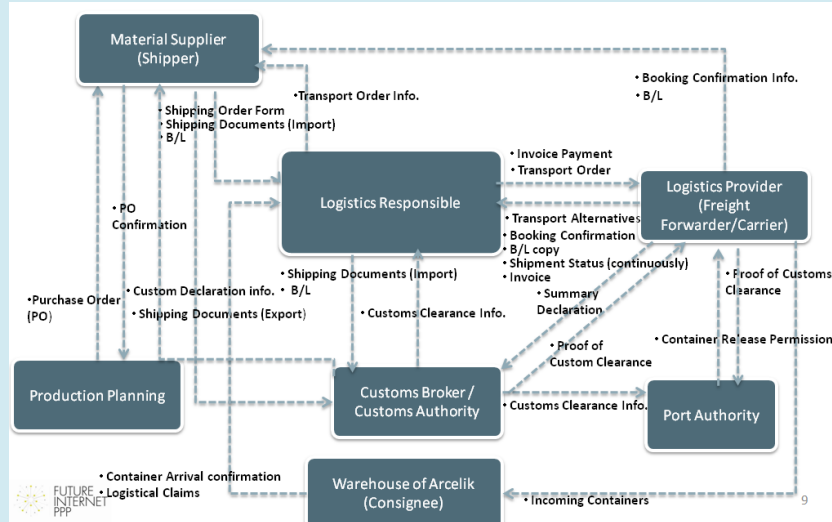 Material Supplier
(Shipper)
• Booking Confirmation Info.
• B/L
•Transport Order Info.
• Shipping Order Form
• Shipping Documents (Import)
• B/L
• Invoice Payment
• Transport Order
Logistics Responsible
Logistics Provider
(Freight
Forwarder/Carrier)
• PO
Confirmation
• Transport Alternatives
• Booking Confirmation
• B/L copy
• Shipment Status (continuously)
• Invoice
• Shipping Documents (Import)
• B/L
• Proof of Customs
Clearance
•Purchase Order
(PO)
• Custom Declaration info.
• Shipping Documents (Export)
• Customs Clearance Info.
• Summary
Declaration
• Container Release Permission
• Proof of
Custom Clearance
Production Planning
Customs Broker /
Customs Authority
• Customs Clearance Info.
Port Authority
• Container Arrival confirmation
• Logistical Claims
Warehouse of Arcelik
(Consignee)
• Incoming Containers
FUTURE
INTERNET
PPP
9